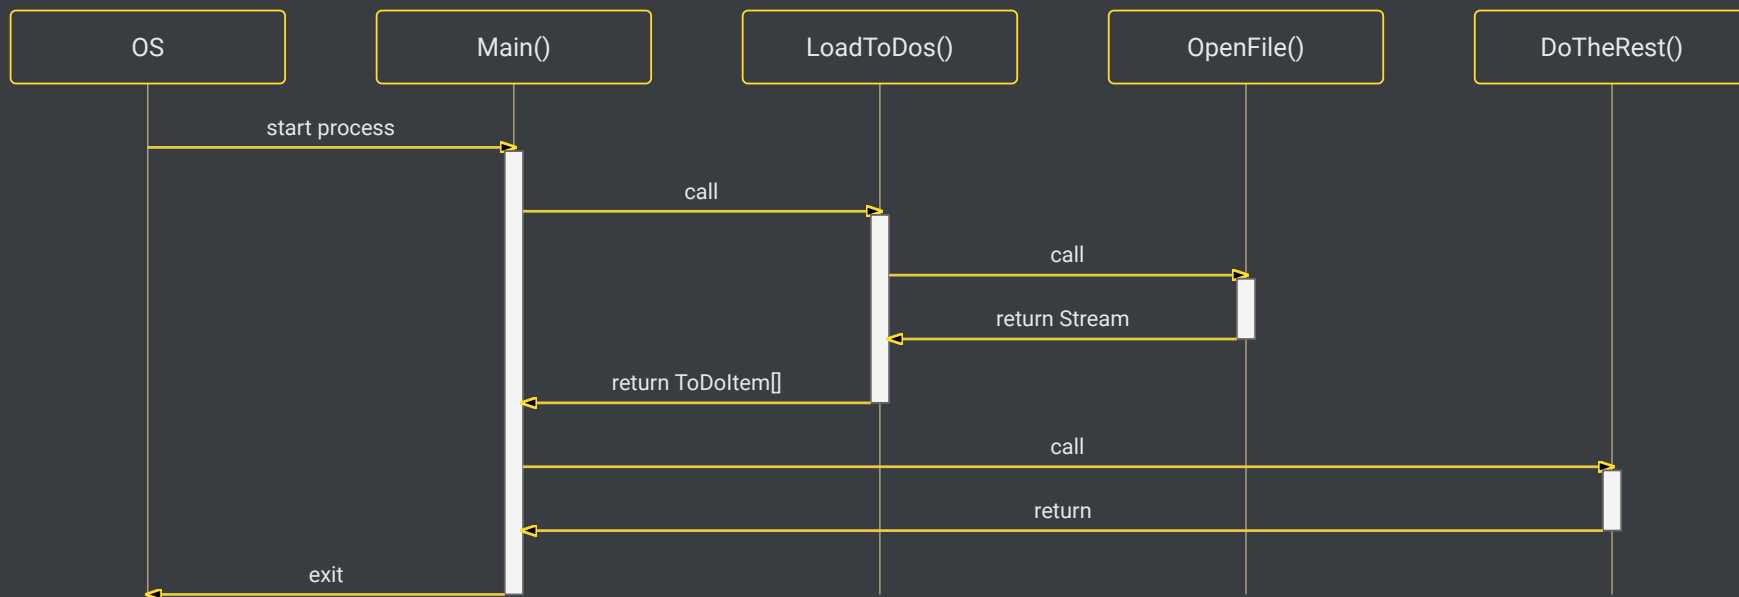 OS
Main()
LoadToDos()
OpenFile()
DoTheRest()
start process
call
call
return Stream
return ToDoItem[]
call
return
exit